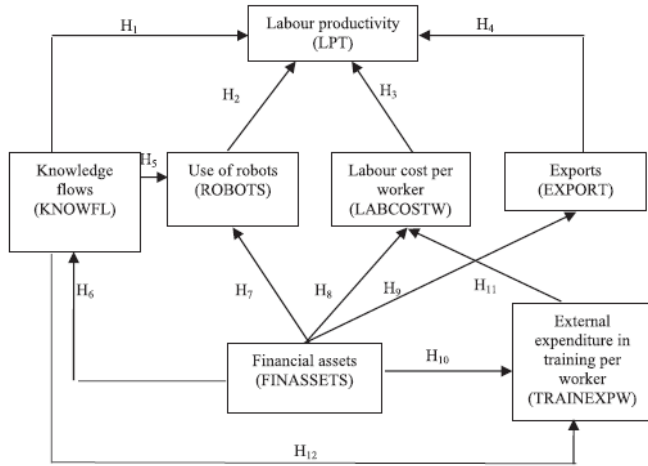 H1
Labour productivity
(LPT)
H4
H2
H3
Knowledge
flows
(KNOWFL)
H5
Use of robots
(ROBOTS)
Labour cost per
worker
(LABCOSTW)
Exports
(EXPORT)
H6
H7
H8
H9
H11
Financial assets
(FINASSETS)
H10
External
expenditure in
training per
worker
(TRAINEXPW)
H12